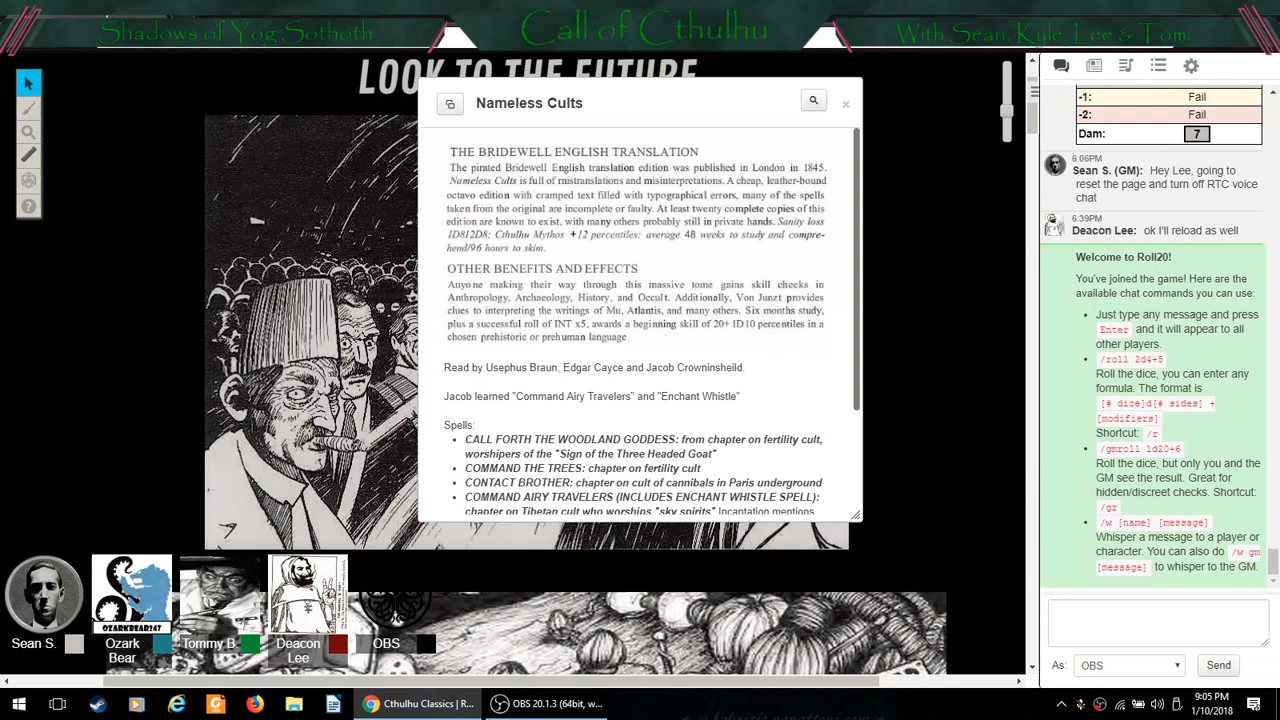 Shadows of Yog Sothoth
Call of Cthulhu
With Sean, Kyle, Lee & Tom
LOOK TO THE FUTURE
Nameless Cults
THE BRIDEWELL ENGLISH TRANSLATION
The pirated Bridewell English translation edition was published in London in 1845.
Nameless Cults is full of mistranslations and misinterpretations. A cheap, leather-bound
octavo edition with cramped text filled with typographical errors, many of the spells
taken from the original are incomplete or faulty. At least twenty complete copies of this
edition are known to exist, with many others probably still in private hands. Sanity loss
1D812D8; Cthulhu Mythos +12 percentiles; average 48 weeks to study and compre-
hend/96 hours to skim.
OTHER BENEFITS AND EFFECTS
Anyone making their way through this massive tome gains skill checks in
Anthropology, Archaeology, History, and Occult. Additionally, Von Junzt provides
clues to interpreting the writings of Mu, Atlantis, and many others. Six months study,
plus a successful roll of INT x5, awards a beginning skill of 20+ 1D10 percentiles in a
chosen prehistoric or prehuman language.
Read by Usephus Braun, Edgar Cayce and Jacob Crowninsheild.
Jacob learned "Command Airy Travelers" and "Enchant Whistle"
Spells:
• CALL FORTH THE WOODLAND GODDESS: from chapter on fertility cult,
worshipers of the "Sign of the Three Headed Goat"
• COMMAND THE TREES: chapter on fertility cult
• CONTACT BROTHER: chapter on cult of cannibals in Paris underground
• COMMAND AIRY TRAVELERS (INCLUDES ENCHANT WHISTLE SPELL):
chapter on Tibetan cult who worships "sky spirits" Incantation mentions
-1: Fail
-2: Fail
Dam: 7
6:06PM
Sean S. (GM): Hey Lee, going to
reset the page and turn off RTC voice
chat
6:39PM
Deacon Lee: ok I'll reload as well
Welcome to Roll20!
You've joined the game! Here are the
available chat commands you can use:
• Just type any message and press
Enter and it will appear to all
other players.
• /roll 2d4+5
Roll the dice, you can enter any
formula. The format is
[# dice]d[# sides] +
[modifiers]
Shortcut: /r
• /gmroll 1d20+6
Roll the dice, but only you and the
GM see the result. Great for
hidden/discreet checks. Shortcut:
/gr
• /w [name] [message]
Whisper a message to a player or
character. You can also do /w gm
[message] to whisper to the GM.
As: OBS Send
OZARKBEAR247
Sean S.
Ozark
Bear
Tommy B.
Deacon
Lee
OBS
Cthulhu Classics | R...
OBS 20.1.3 (64bit, w...
9:05 PM
1/10/2018